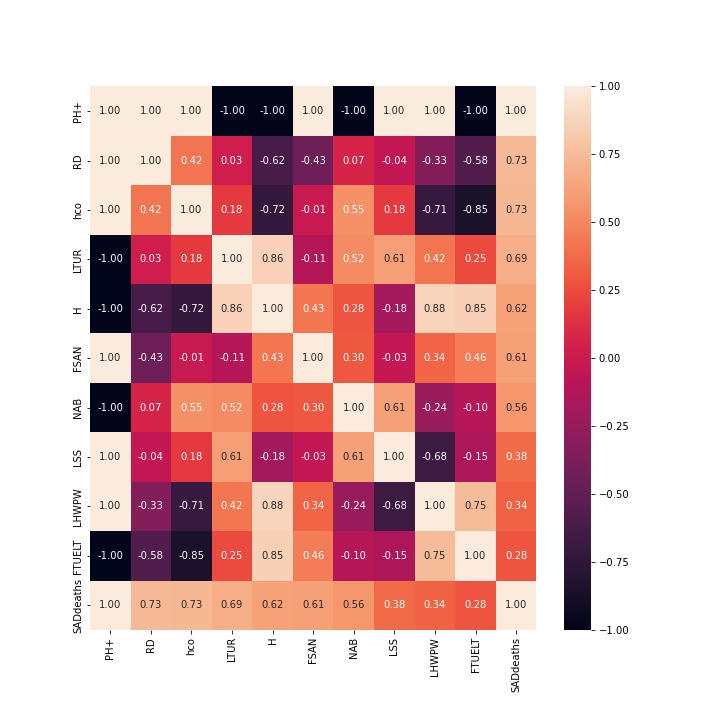 PH+ 1.00 1.00 1.00 -1.00 -1.00 1.00 -1.00 1.00 1.00 -1.00 1.00
RD 1.00 1.00 0.42 0.03 -0.62 -0.43 0.07 -0.04 -0.33 -0.58 0.73
hco 1.00 0.42 1.00 0.18 -0.72 -0.01 0.55 0.18 -0.71 -0.85 0.73
LTUR -1.00 0.03 0.18 1.00 0.86 -0.11 0.52 0.61 0.42 0.25 0.69
H -1.00 -0.62 -0.72 0.86 1.00 0.43 0.28 -0.18 0.88 0.85 0.62
FSAN 1.00 -0.43 -0.01 -0.11 0.43 1.00 0.30 -0.03 0.34 0.46 0.61
NAB -1.00 0.07 0.55 0.52 0.28 0.30 1.00 0.61 -0.24 -0.10 0.56
LSS 1.00 -0.04 0.18 0.61 -0.18 -0.03 0.61 1.00 -0.68 -0.15 0.38
LHWPW 1.00 -0.33 -0.71 0.42 0.88 0.34 -0.24 -0.68 1.00 0.75 0.34
FTUELT -1.00 -0.58 -0.85 0.25 0.85 0.46 -0.10 -0.15 0.75 1.00 0.28
SADdeaths 1.00 0.73 0.73 0.69 0.62 0.61 0.56 0.38 0.34 0.28 1.00
PH+ RD hco LTUR H FSAN NAB LSS LHWPW FTUELT SADdeaths
1.00
0.75
0.50
0.25
0.00
−0.25
−0.50
−0.75
−1.00